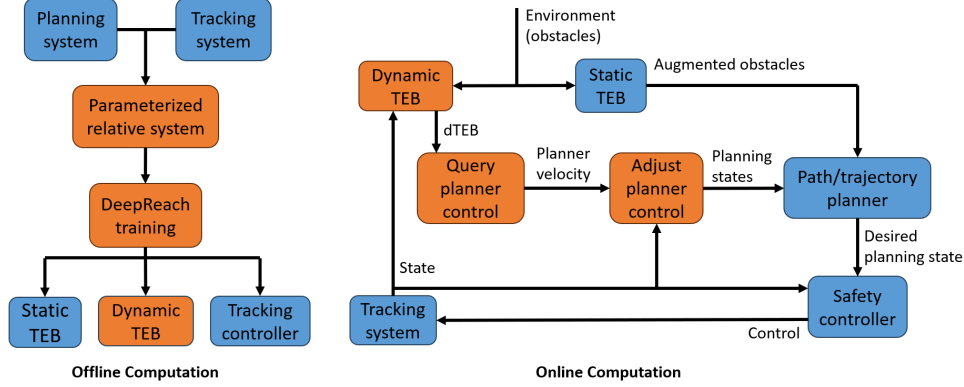 Planning
system
Tracking
system
Parameterized
relative system
DeepReach
training
Static
TEB
Dynamic
TEB
Tracking
controller
Offline Computation
Environment
(obstacles)
Dynamic
TEB
Static
TEB
Augmented obstacles
dTEB
Query
planner
control
Planner
velocity
Adjust
planner
control
Planning
states
Path/trajectory
planner
Desired
planning state
State
Tracking
system
Safety
controller
Control
Online Computation